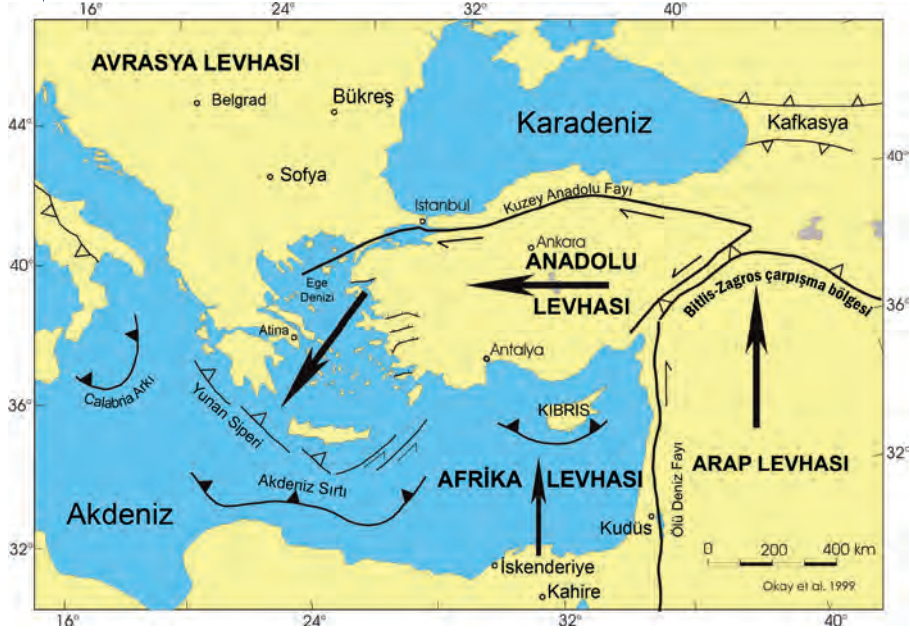 16°
24°
32°
40°
AVRASYA LEVHASI
Belgrad
Bükreş
Karadeniz
Kafkasya
44°
40°
Sofya
İstanbul
Kuzey Anadolu Fayı
Ankara
ANADOLU
LEVHASI
40°
Ege
Denizi
Bitlis-Zagros çarpışma bölgesi
36°
Atina
Antalya
Calabria Arkı
36°
Yunan Siperi
KIBRIS
Akdeniz Sırtı
AFRİKA LEVHASI
ARAP LEVHASI
32°
Ölü Deniz Fayı
Akdeniz
Kudüs
32°
İskenderiye
Kahire
0 200 400 km
Okay et al. 1999
16°
24°
32°
40°